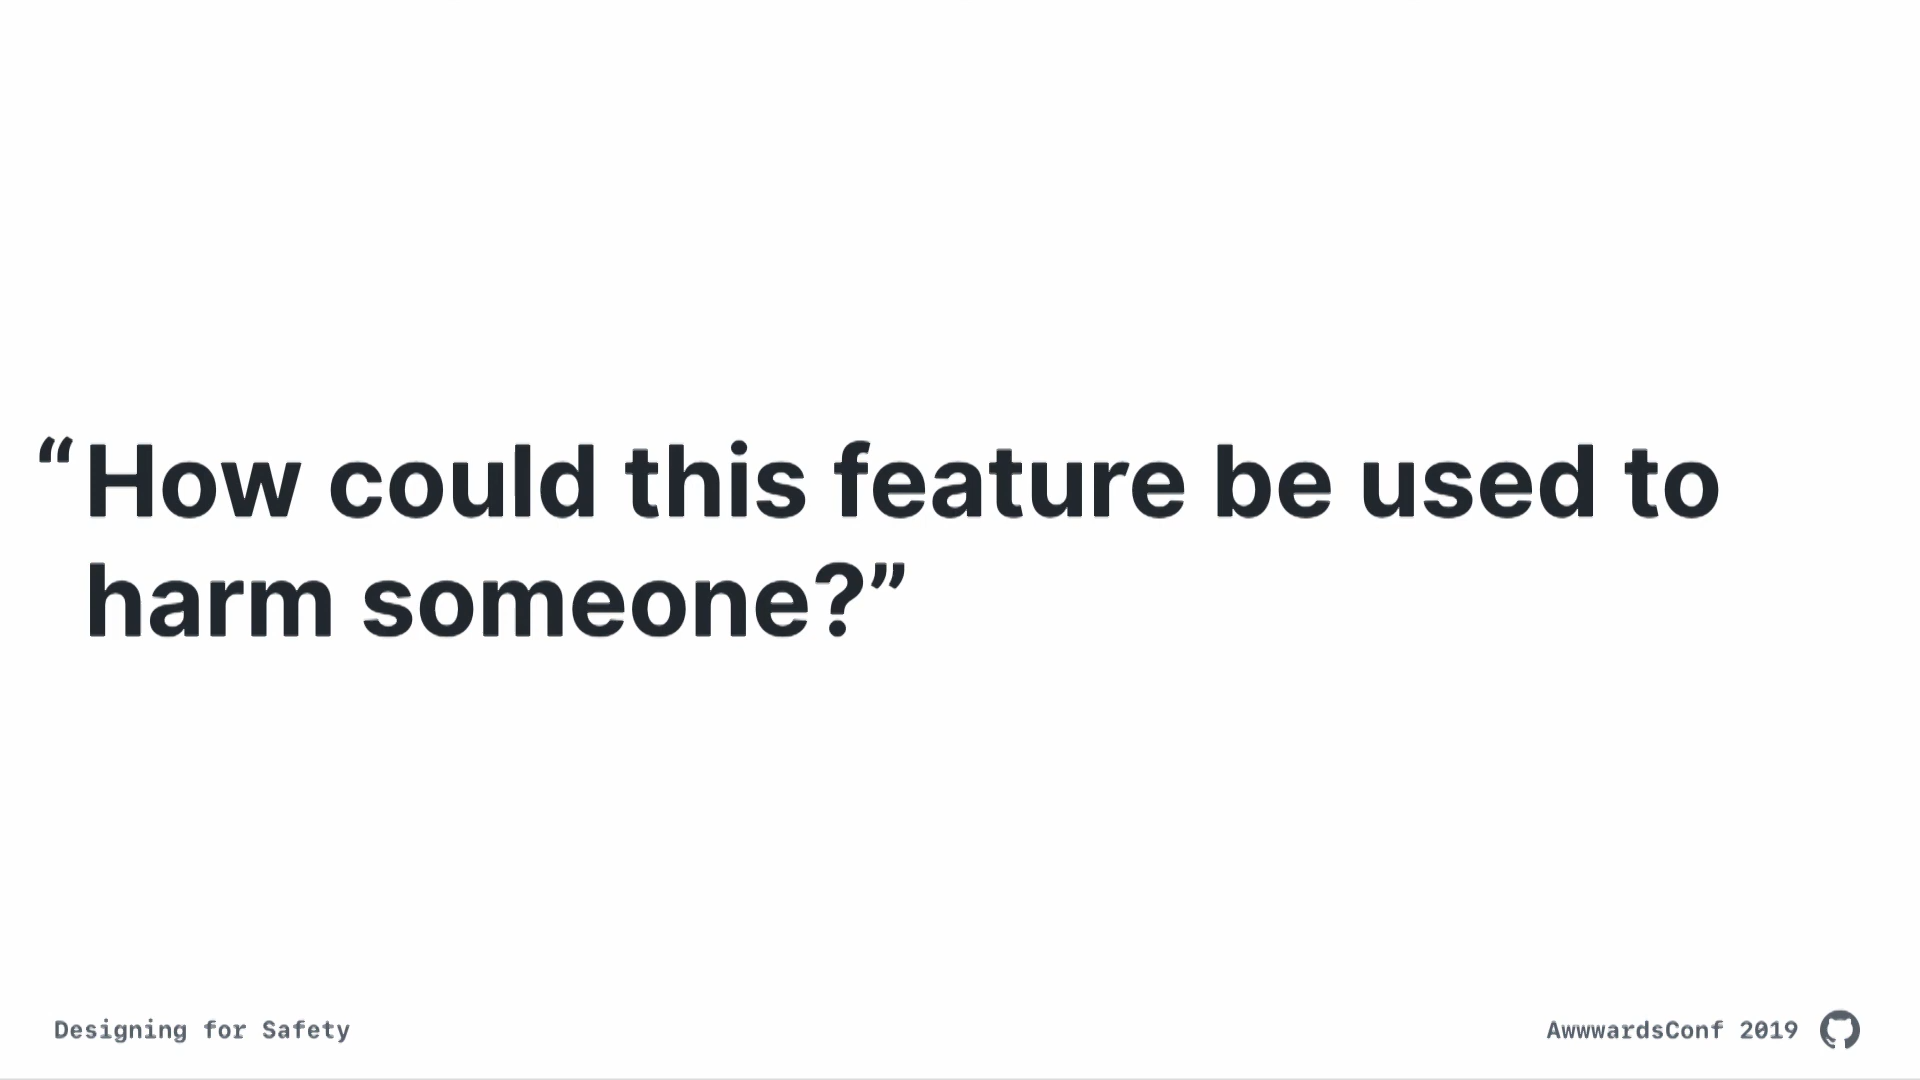 “How could this feature be used to
harm someone?”
Designing for Safety
AwwwardsConf 2019